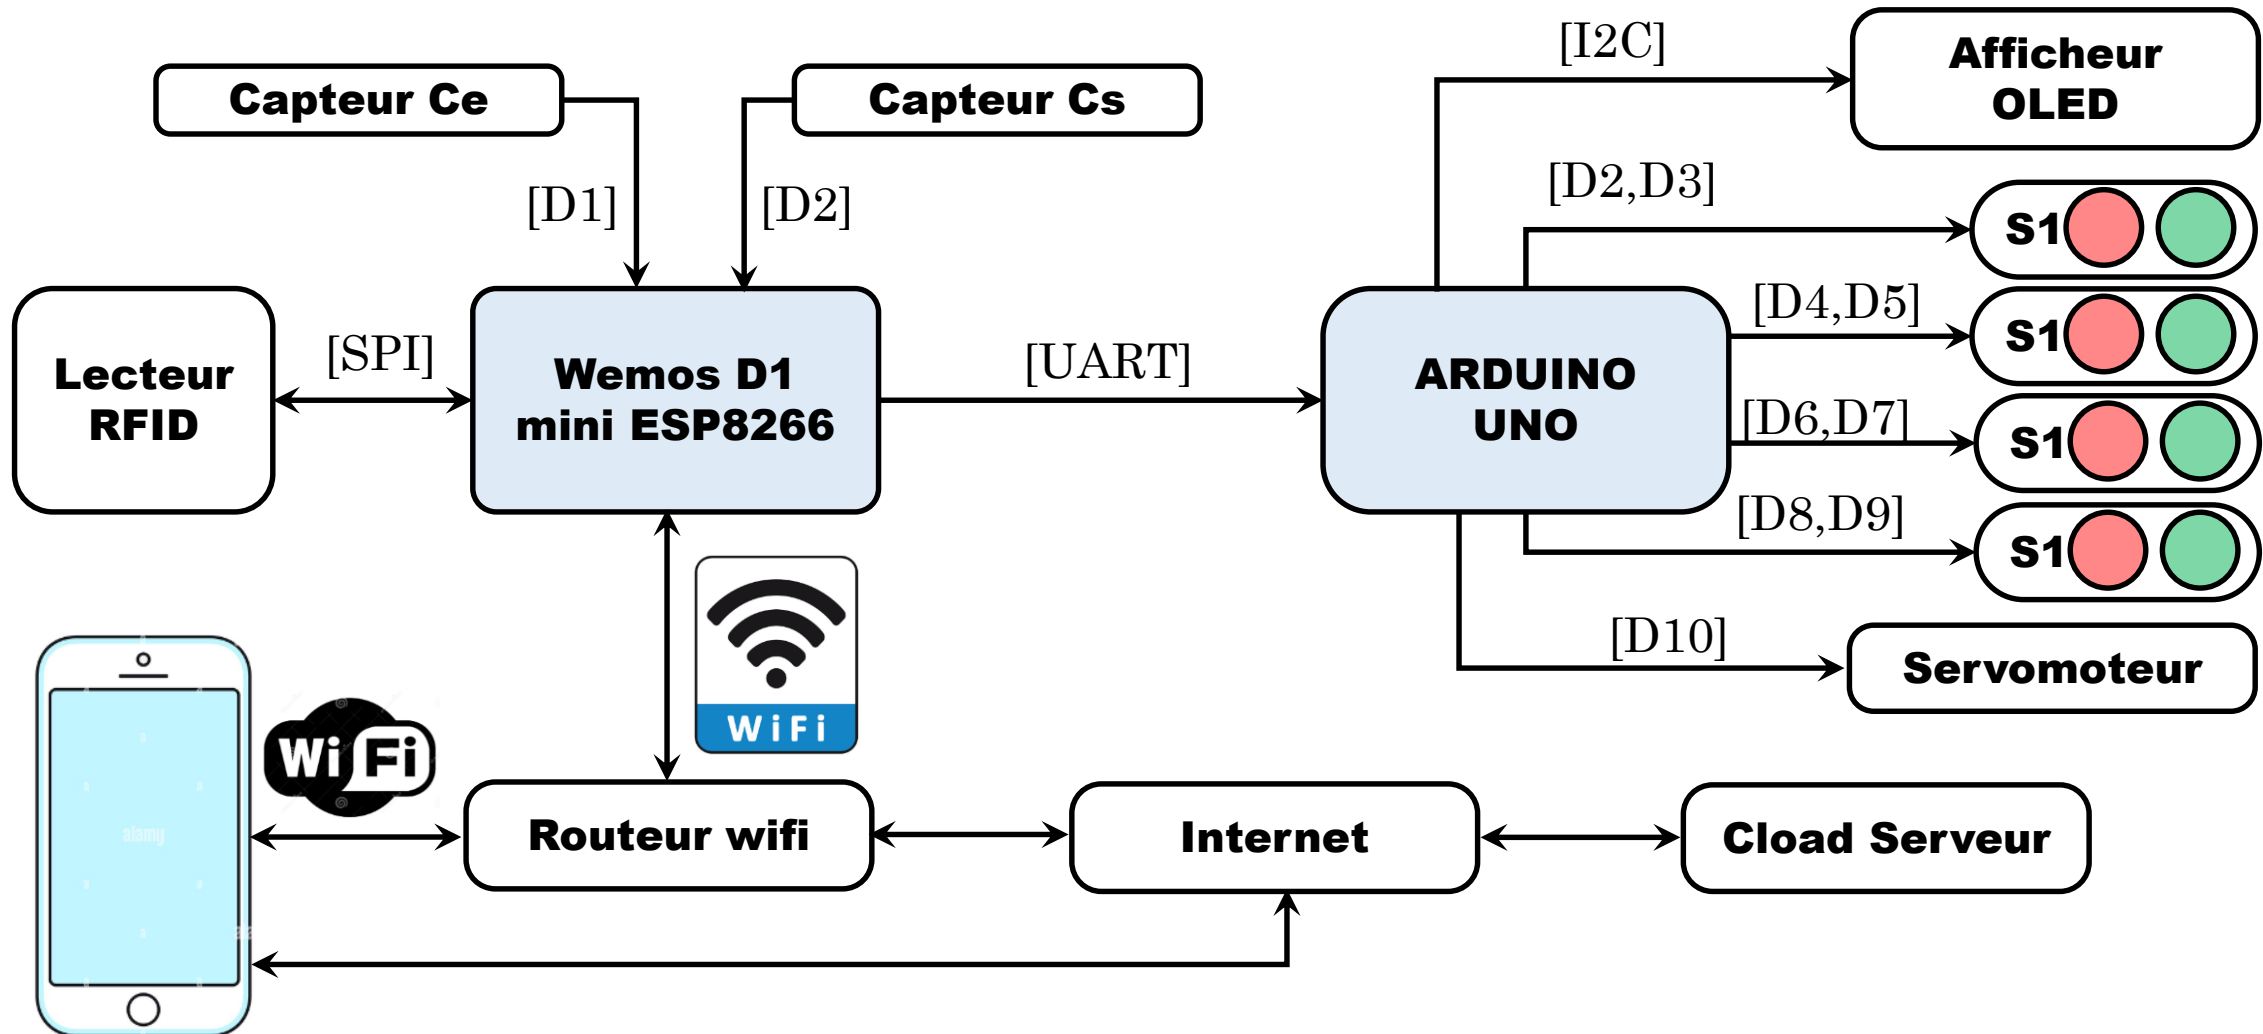 [I2C]
Afficheur
OLED
Capteur Ce
Capteur Cs
[D1]
[D2]
[D2,D3]
S1
[D4,D5]
S1
Lecteur
RFID
[SPI]
Wemos D1
mini ESP8266
[UART]
ARDUINO
UNO
[D6,D7]
S1
[D8,D9]
S1
[D10]
Servomoteur
WiFi
Wi Fi
alamy
Routeur wifi
Internet
Cload Serveur